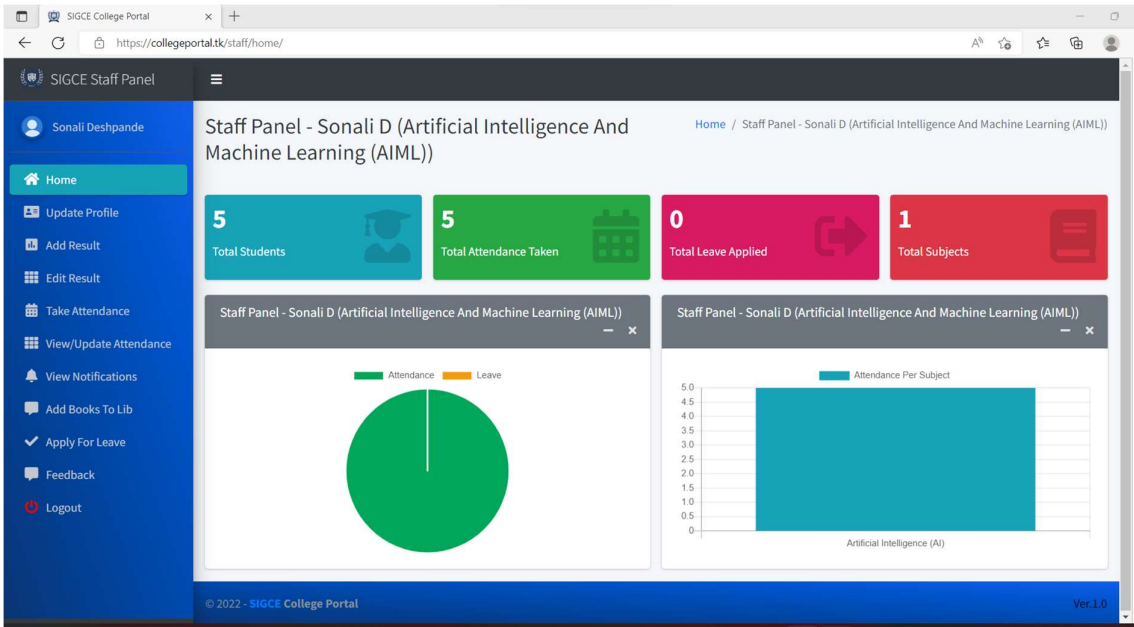 SIGCE College Portal
https://collegeportal.tk/staff/home/
SIGCE Staff Panel
Sonali Deshpande
Home
Update Profile
Add Result
Edit Result
Take Attendance
View/Update Attendance
View Notifications
Add Books To Lib
Apply For Leave
Feedback
Logout
Staff Panel - Sonali D (Artificial Intelligence And
Machine Learning (AIML))
Home / Staff Panel - Sonali D (Artificial Intelligence And Machine Learning (AIML))
5
Total Students
5
Total Attendance Taken
0
Total Leave Applied
1
Total Subjects
Staff Panel - Sonali D (Artificial Intelligence And Machine Learning (AIML))
Attendance Leave
Staff Panel - Sonali D (Artificial Intelligence And Machine Learning (AIML))
Attendance Per Subject
5.0
4.5
4.0
3.5
3.0
2.5
2.0
1.5
1.0
0.5
0
Artificial Intelligence (AI)
© 2022 - SIGCE College Portal
Ver.1.0